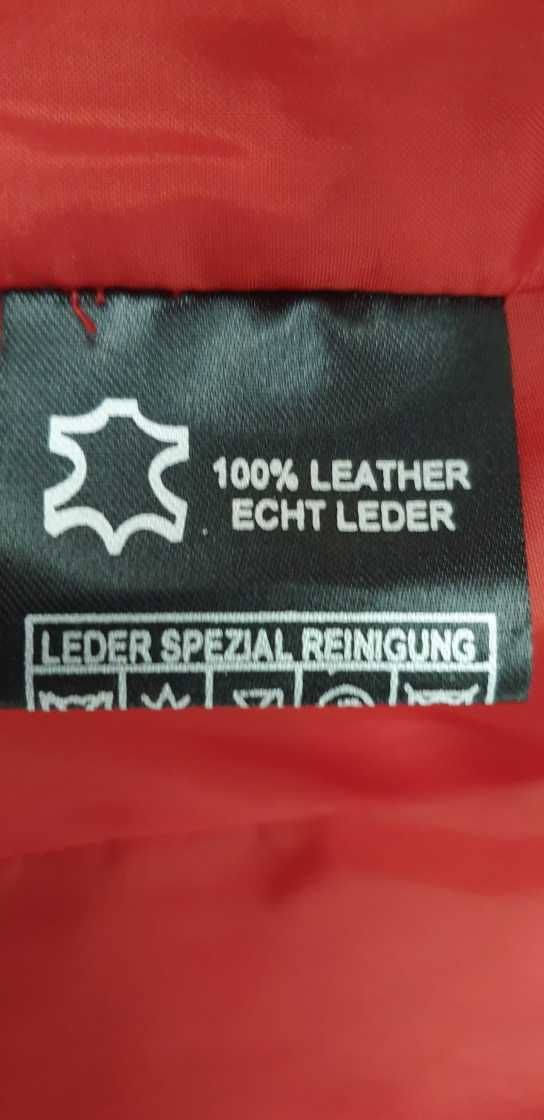 100% LEATHER
ECHT LEDER
LEDER SPEZIAL REINIGUNG